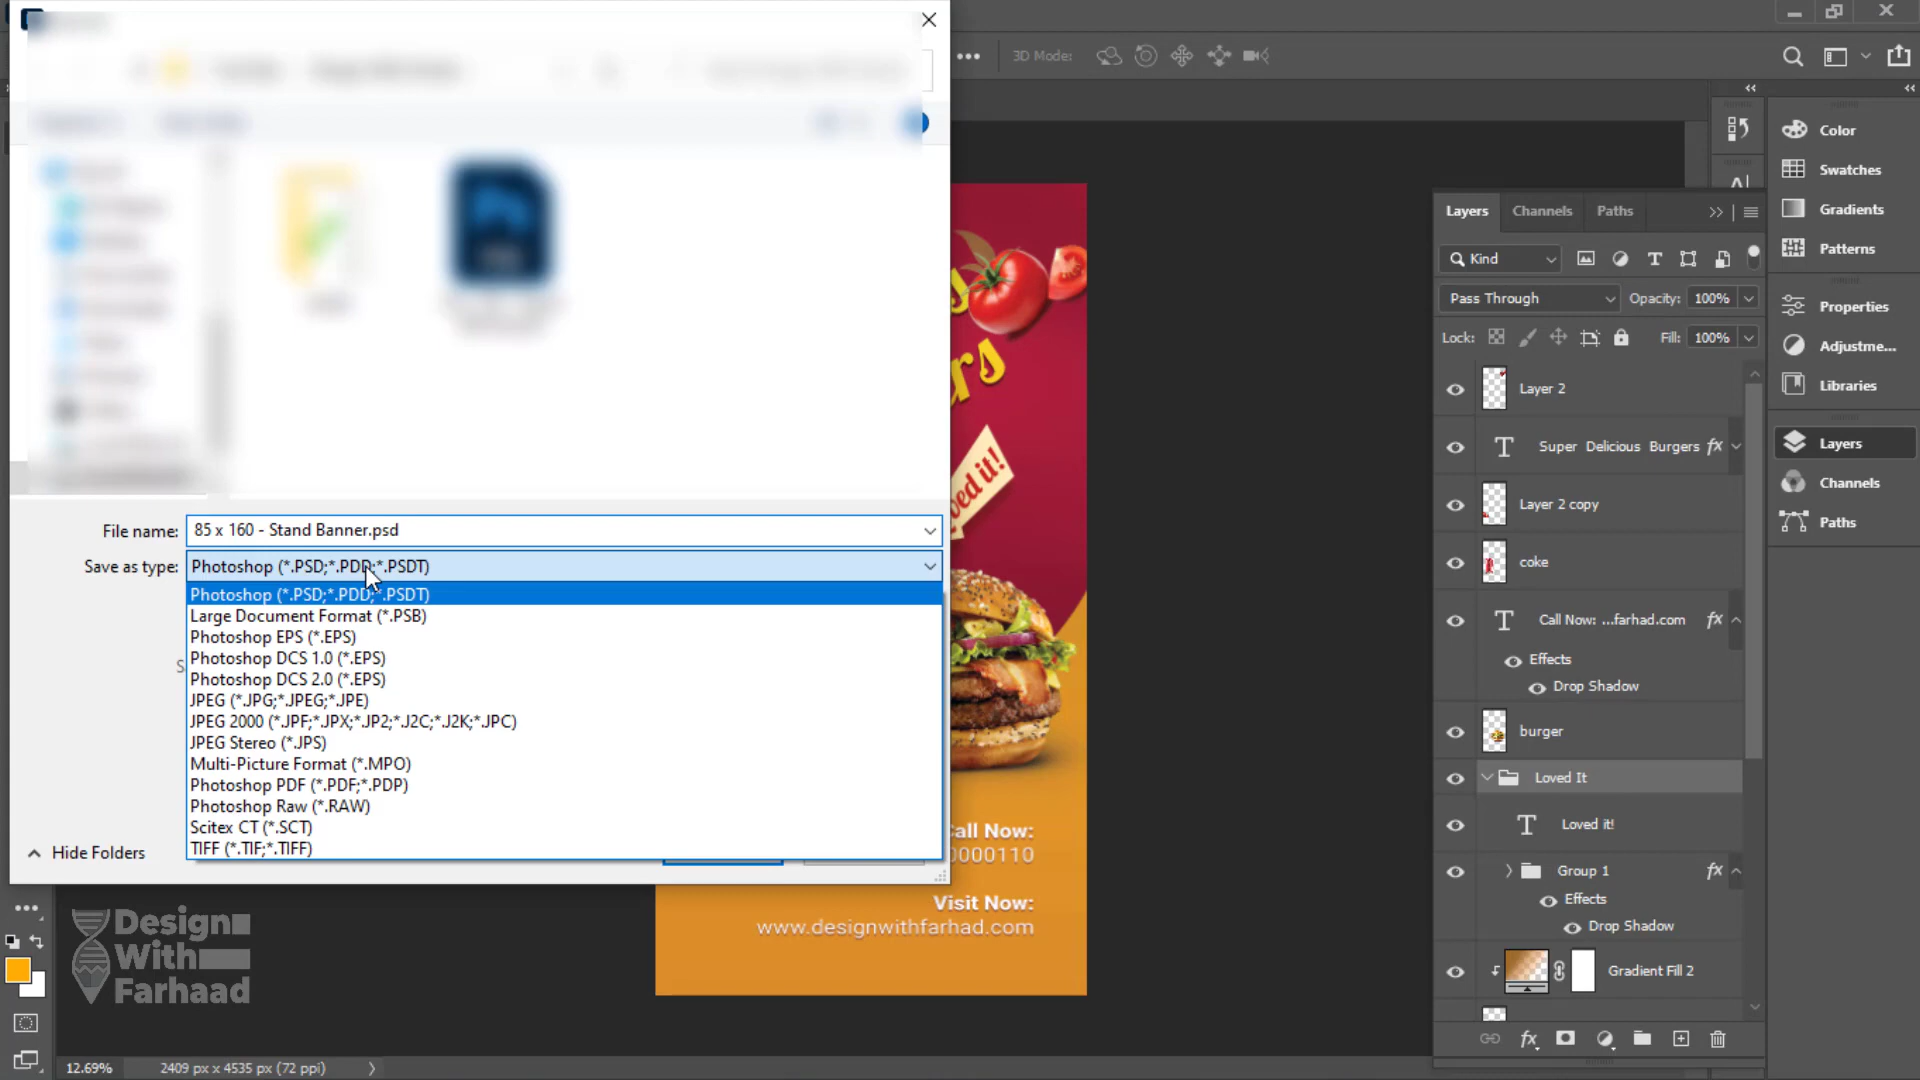 3D Mode:
Color
Swatches
Gradients
Patterns
Properties
Adjustme...
Libraries
Layers
Channels
Paths
Layers Channels Paths
Kind
Pass Through Opacity: 100%
Lock: Fill: 100%
Layer 2
Super Delicious Burgers fx
Layer 2 copy
coke
Call Now: ...farhad.com fx
Effects
Drop Shadow
burger
Loved It
Loved it!
Group 1 fx
Effects
Drop Shadow
Gradient Fill 2
File name: 85 x 160 - Stand Banner.psd
Save as type: Photoshop (*.PSD;*.PDD;*.PSDT)
Photoshop (*.PSD;*.PDD;*.PSDT)
Large Document Format (*.PSB)
Photoshop EPS (*.EPS)
Photoshop DCS 1.0 (*.EPS)
Photoshop DCS 2.0 (*.EPS)
JPEG (*.JPG;*.JPEG;*.JPE)
JPEG 2000 (*.JPF;*.JPX;*.JP2;*.J2C;*.J2K;*.JPC)
JPEG Stereo (*.JPS)
Multi-Picture Format (*.MPO)
Photoshop PDF (*.PDF;*.PDP)
Photoshop Raw (*.RAW)
Scitex CT (*.SCT)
TIFF (*.TIF;*.TIFF)
Hide Folders
it!
Call Now:
0000110
Visit Now:
www.designwithfarhad.com
Design
With
Farhaad
12.69% 2409 px x 4535 px (72 ppi)